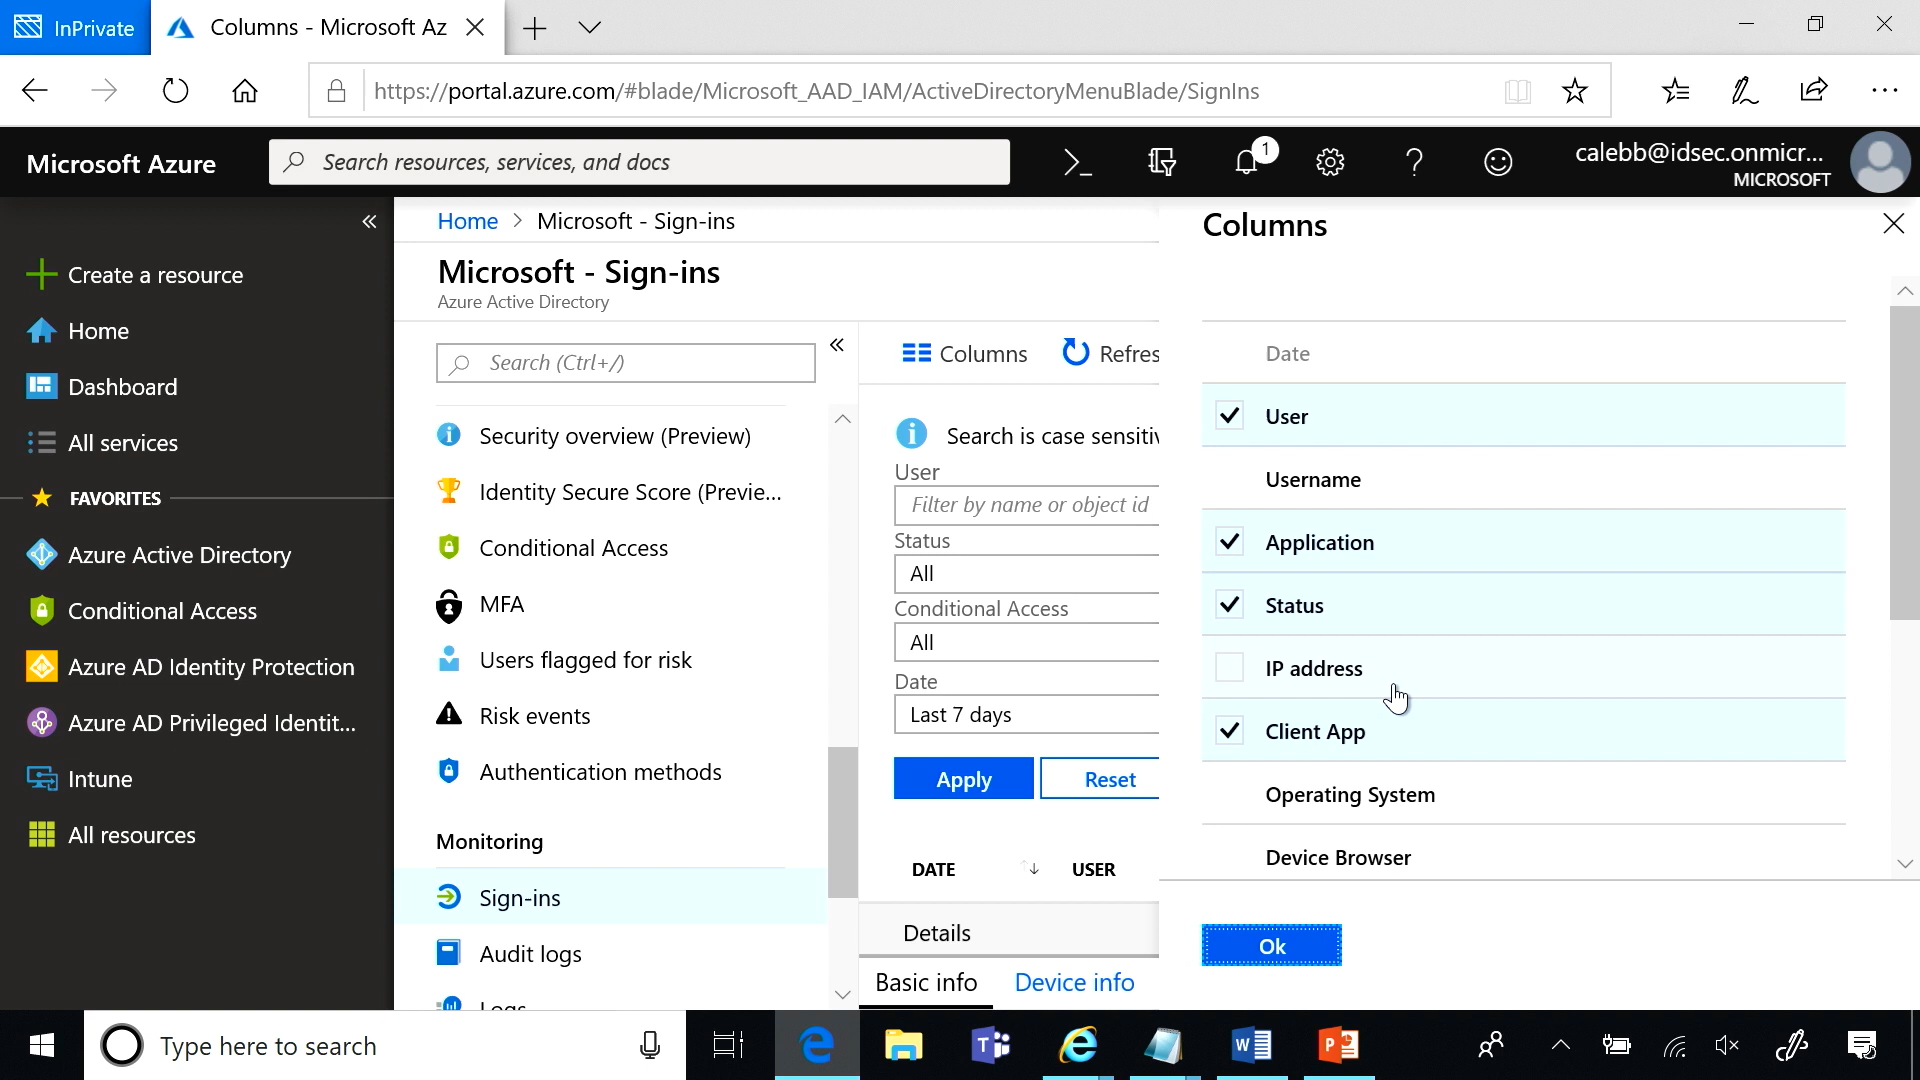 InPrivate
Columns - Microsoft Az
https://portal.azure.com/#blade/Microsoft_AAD_IAM/ActiveDirectoryMenuBlade/SignIns
Microsoft Azure
Search resources, services, and docs
1
calebb@idsec.onmicr...
MICROSOFT
Create a resource
Home
Dashboard
All services
FAVORITES
Azure Active Directory
Conditional Access
Azure AD Identity Protection
Azure AD Privileged Identit...
Intune
All resources
Home > Microsoft - Sign-ins
Microsoft - Sign-ins
Azure Active Directory
Search (Ctrl+/)
Security overview (Preview)
Identity Secure Score (Previe...
Conditional Access
MFA
Users flagged for risk
Risk events
Authentication methods
Monitoring
Sign-ins
Audit logs
Logs
Columns
Refres
Search is case sensitiv
User
Filter by name or object id
Status
All
Conditional Access
All
Date
Last 7 days
Apply
Reset
DATE
USER
Details
Basic info
Device info
Columns
Date
User
Username
Application
Status
IP address
Client App
Operating System
Device Browser
Ok
Type here to search